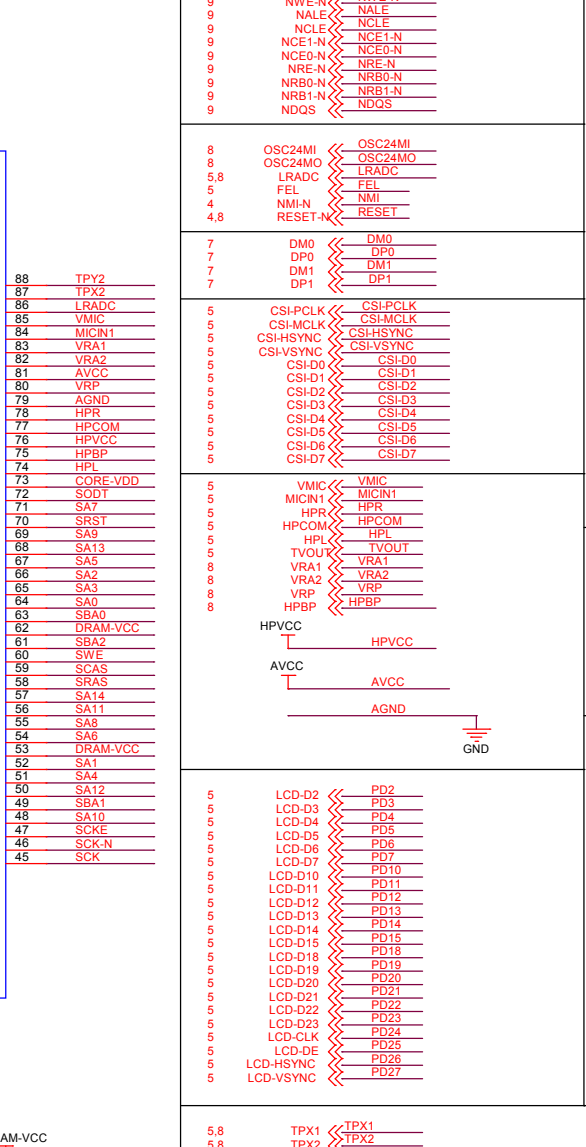 88 TPY2
87 TPX2
86 LRADC
85 VMIC
84 MICIN1
83 VRA1
82 VRA2
81 AVCC
80 VRP
79 AGND
78 HPR
77 HPCOM
76 HPVCC
75 HPBP
74 HPL
73 CORE-VDD
72 SODT
71 SA7
70 SRST
69 SA9
68 SA13
67 SA5
66 SA2
65 SA3
64 SA0
63 SBA0
62 DRAM-VCC
61 SBA2
60 SWE
59 SCAS
58 SRAS
57 SA14
56 SA11
55 SA8
54 SA6
53 DRAM-VCC
52 SA1
51 SA4
50 SA12
49 SBA1
48 SA10
47 SCKE
46 SCK-N
45 SCK
AM-VCC
9 NWE-N
9 NALE NALE
9 NCLE NCLE
9 NCE1-N NCE1-N
9 NCE0-N NCE0-N
9 NRE-N NRE-N
9 NRB0-N NRB0-N
9 NRB1-N NRB1-N
9 NDQS NDQS
8 OSC24MI OSC24MI
8 OSC24MO OSC24MO
5,8 LRADC LRADC
5 FEL FEL
4 NMI-N NMI
4,8 RESET-N RESET
7 DM0 DM0
7 DP0 DP0
7 DM1 DM1
7 DP1 DP1
5 CSI-PCLK CSI-PCLK
5 CSI-MCLK CSI-MCLK
5 CSI-HSYNC CSI-HSYNC
5 CSI-VSYNC CSI-VSYNC
5 CSI-D0 CSI-D0
5 CSI-D1 CSI-D1
5 CSI-D2 CSI-D2
5 CSI-D3 CSI-D3
5 CSI-D4 CSI-D4
5 CSI-D5 CSI-D5
5 CSI-D6 CSI-D6
5 CSI-D7 CSI-D7
5 VMIC VMIC
5 MICIN1 MICIN1
5 HPR HPR
5 HPCOM HPCOM
5 HPL HPL
5 TVOUT TVOUT
8 VRA1 VRA1
8 VRA2 VRA2
8 VRP VRP
8 HPBP HPBP
HPVCC
HPVCC
AVCC
AVCC
AGND
GND
5 LCD-D2 PD2
5 LCD-D3 PD3
5 LCD-D4 PD4
5 LCD-D5 PD5
5 LCD-D6 PD6
5 LCD-D7 PD7
5 LCD-D10 PD10
5 LCD-D11 PD11
5 LCD-D12 PD12
5 LCD-D13 PD13
5 LCD-D14 PD14
5 LCD-D15 PD15
5 LCD-D18 PD18
5 LCD-D19 PD19
5 LCD-D20 PD20
5 LCD-D21 PD21
5 LCD-D22 PD22
5 LCD-D23 PD23
5 LCD-CLK PD24
5 LCD-DE PD25
5 LCD-HSYNC PD26
5 LCD-VSYNC PD27
5,8 TPX1 TPX1
5,8 TPX2 TPX2